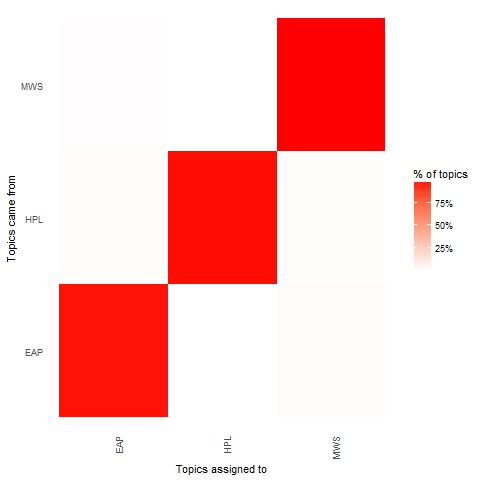 MWS
HPL
EAP
Topics came from
EAP
HPL
MWS
Topics assigned to
% of topics
75%
50%
25%